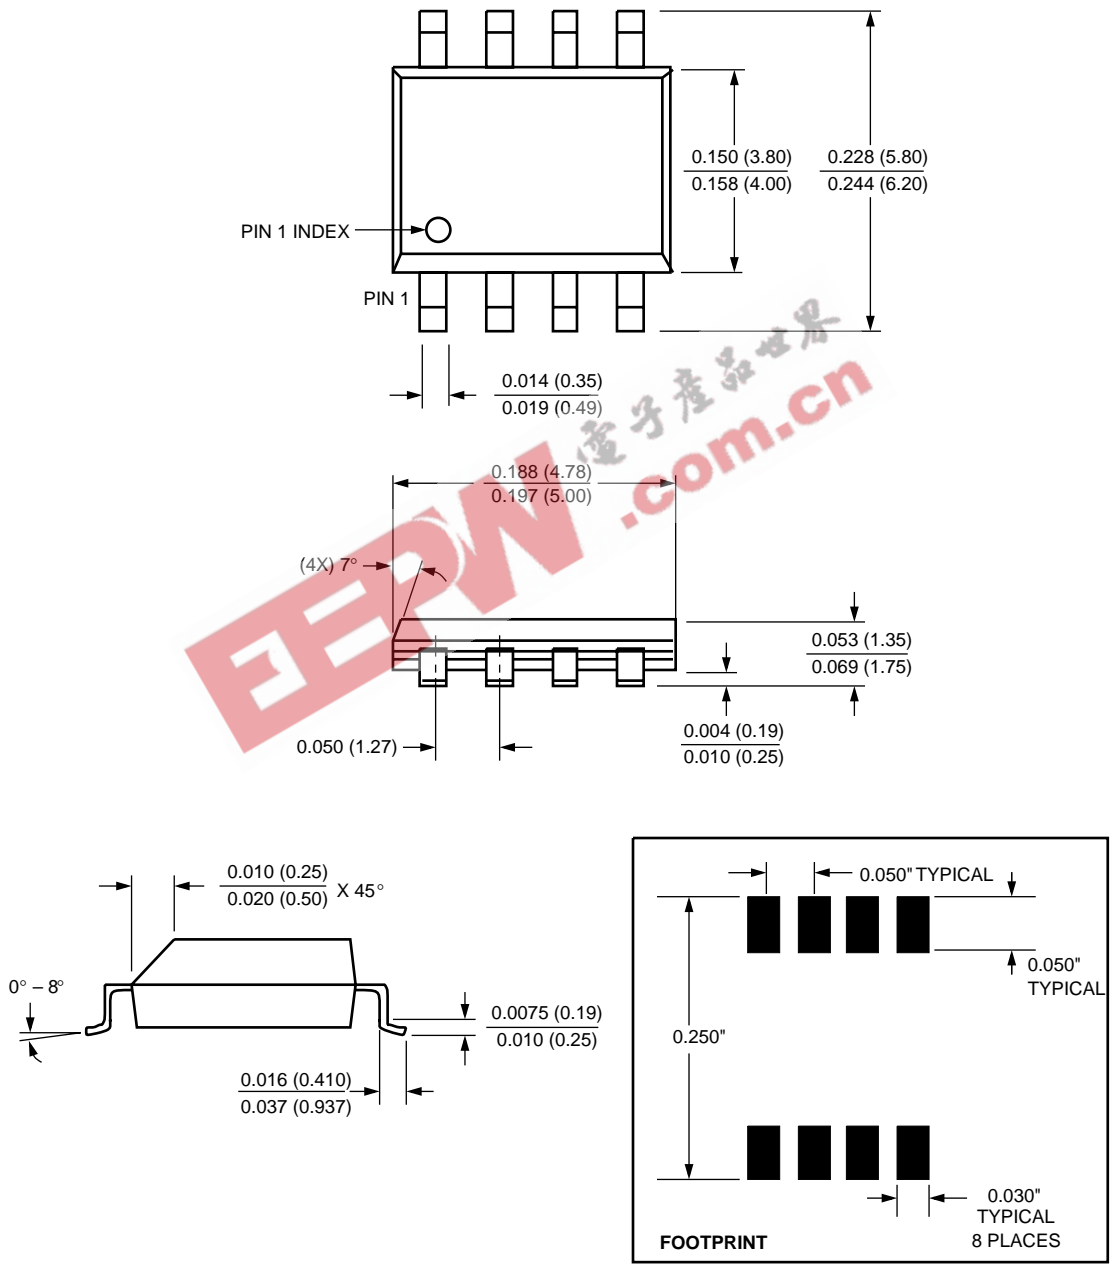 0.150 (3.80)
0.158 (4.00)
0.228 (5.80)
0.244 (6.20)
PIN 1 INDEX
PIN 1
0.014 (0.35)
0.019 (0.49)
電子產品世界
.com.cn
EEPW
0.188 (4.78)
0.197 (5.00)
(4X) 7°
0.053 (1.35)
0.069 (1.75)
0.050 (1.27)
0.004 (0.19)
0.010 (0.25)
0.010 (0.25)
0.020 (0.50)
X 45°
0° – 8°
0.0075 (0.19)
0.010 (0.25)
0.016 (0.410)
0.037 (0.937)
0.050" TYPICAL
0.050"
TYPICAL
0.250"
0.030"
TYPICAL
8 PLACES
FOOTPRINT